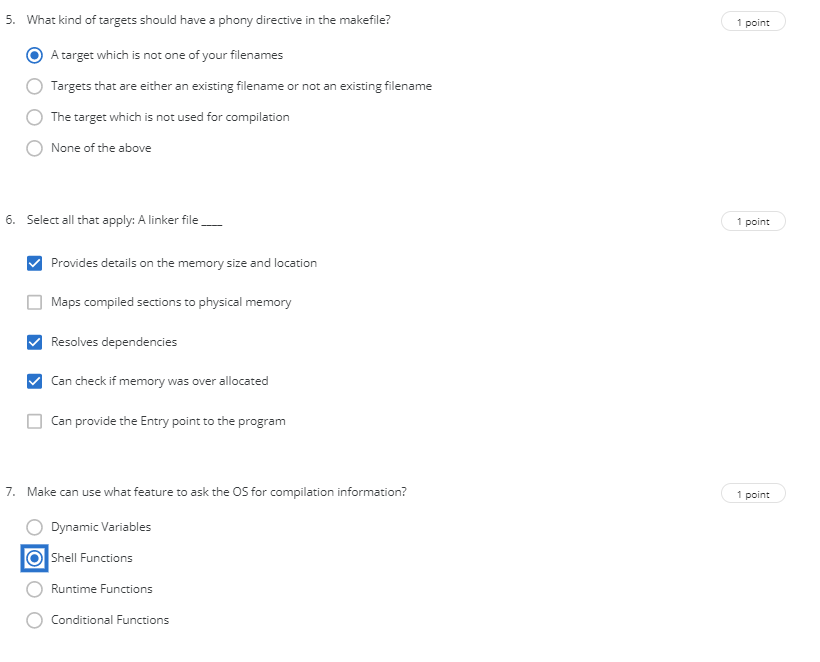 5. What kind of targets should have a phony directive in the makefile?
1 point
A target which is not one of your filenames
Targets that are either an existing filename or not an existing filename
The target which is not used for compilation
None of the above
6. Select all that apply: A linker file ____
1 point
Provides details on the memory size and location
Maps compiled sections to physical memory
Resolves dependencies
Can check if memory was over allocated
Can provide the Entry point to the program
7. Make can use what feature to ask the OS for compilation information?
1 point
Dynamic Variables
Shell Functions
Runtime Functions
Conditional Functions